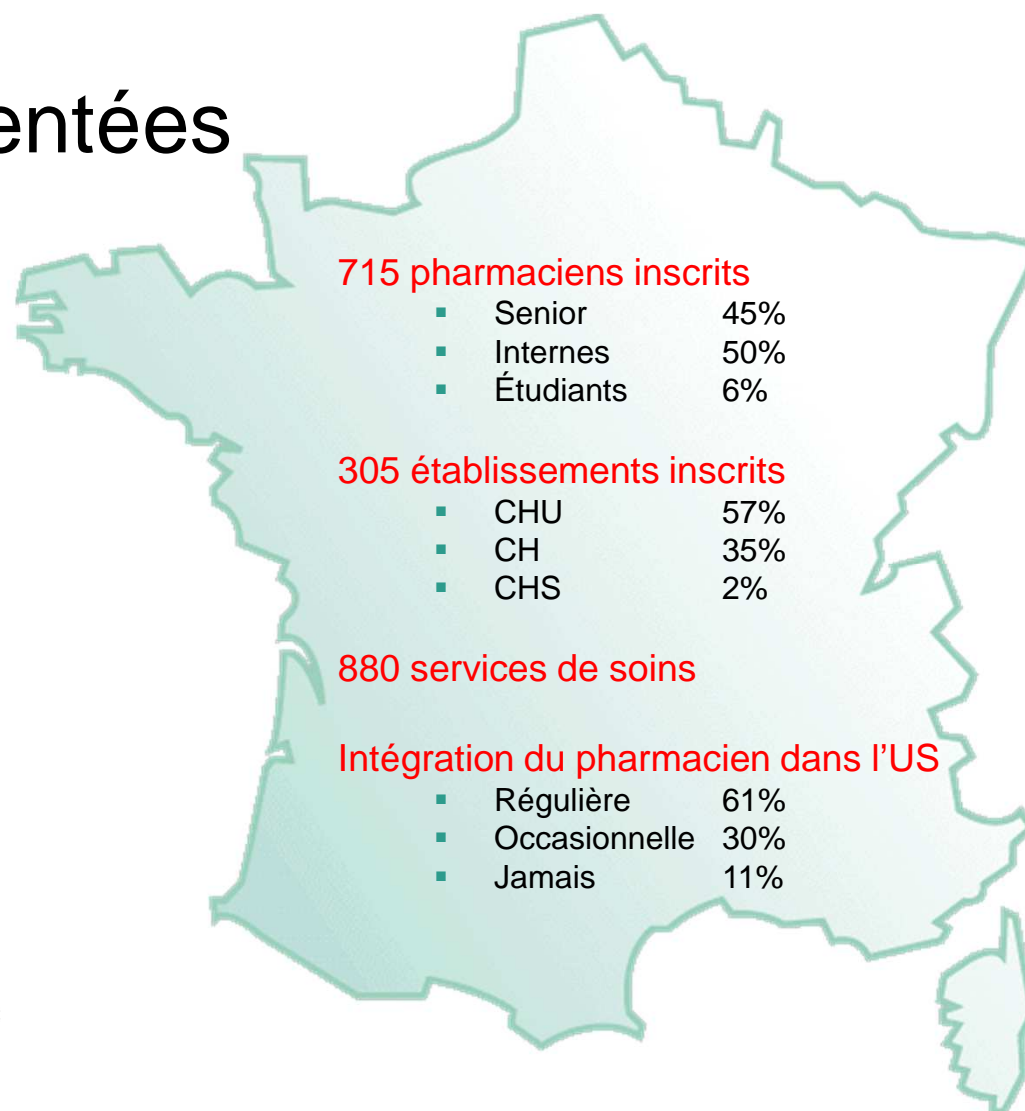 entées
715 pharmaciens inscrits
▪ Senior 45%
▪ Internes 50%
▪ Étudiants 6%
305 établissements inscrits
▪ CHU 57%
▪ CH 35%
▪ CHS 2%
880 services de soins
Intégration du pharmacien dans l’US
▪ Régulière 61%
▪ Occasionnelle 30%
▪ Jamais 11%